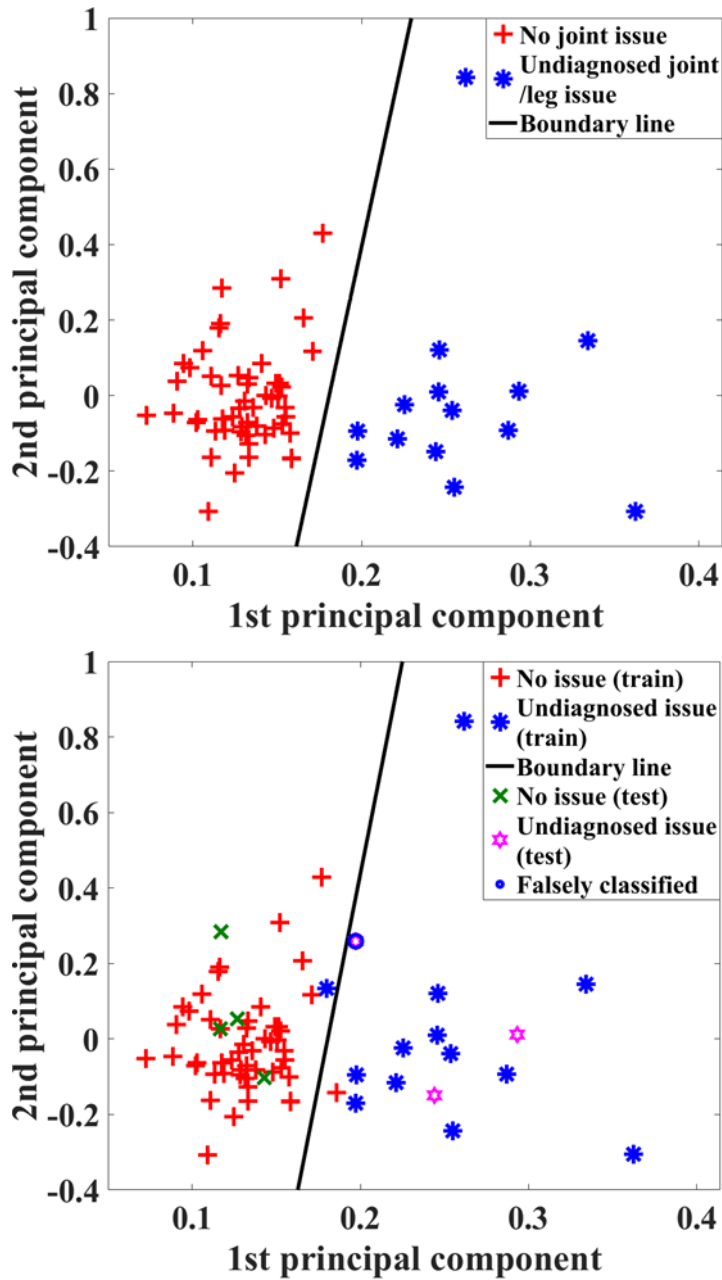 1
0.8
0.6
0.4
0.2
0
-0.2
-0.4
2nd principal component
No joint issue
Undiagnosed joint
/leg issue
Boundary line
0.1
0.2
0.3
0.4
1st principal component
1
0.8
0.6
0.4
0.2
0
-0.2
-0.4
2nd principal component
No issue (train)
Undiagnosed issue
(train)
Boundary line
No issue (test)
Undiagnosed issue
(test)
Falsely classified
0.1
0.2
0.3
0.4
1st principal component